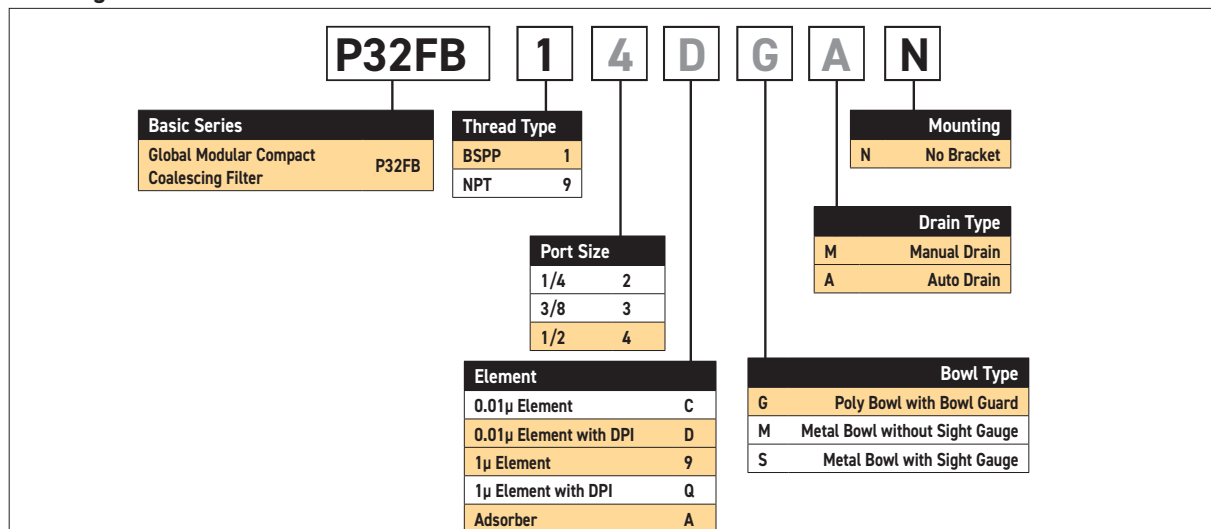 P32FB 1 4 D G A N
Basic Series
Global Modular Compact
Coalescing Filter P32FB
Thread Type
BSPP 1
NPT 9
Mounting
N No Bracket
Drain Type
M Manual Drain
A Auto Drain
Port Size
1/4 2
3/8 3
1/2 4
Element
0.01µ Element C
0.01µ Element with DPI D
1µ Element 9
1µ Element with DPI Q
Adsorber A
Bowl Type
G Poly Bowl with Bowl Guard
M Metal Bowl without Sight Gauge
S Metal Bowl with Sight Gauge